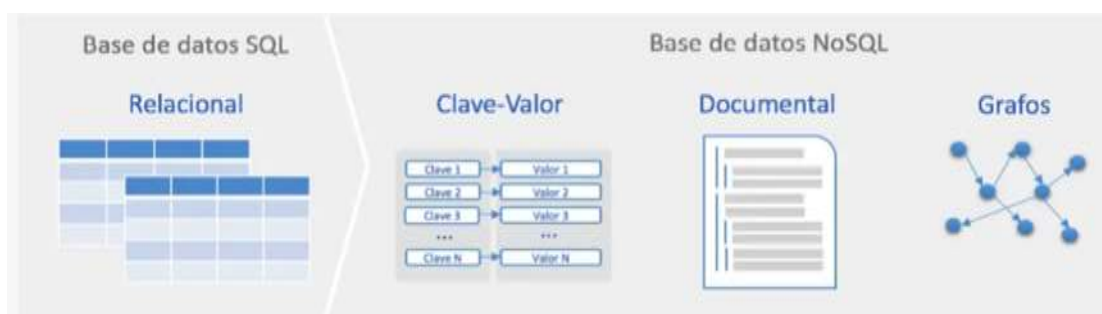 Base de datos SQL
Base de datos NoSQL
Relacional
Clave-Valor
Documental
Grafos
Clave 1
Valor 1
Clave 2
Valor 2
Clave 3
Valor 3
...
...
Clave N
Valor N